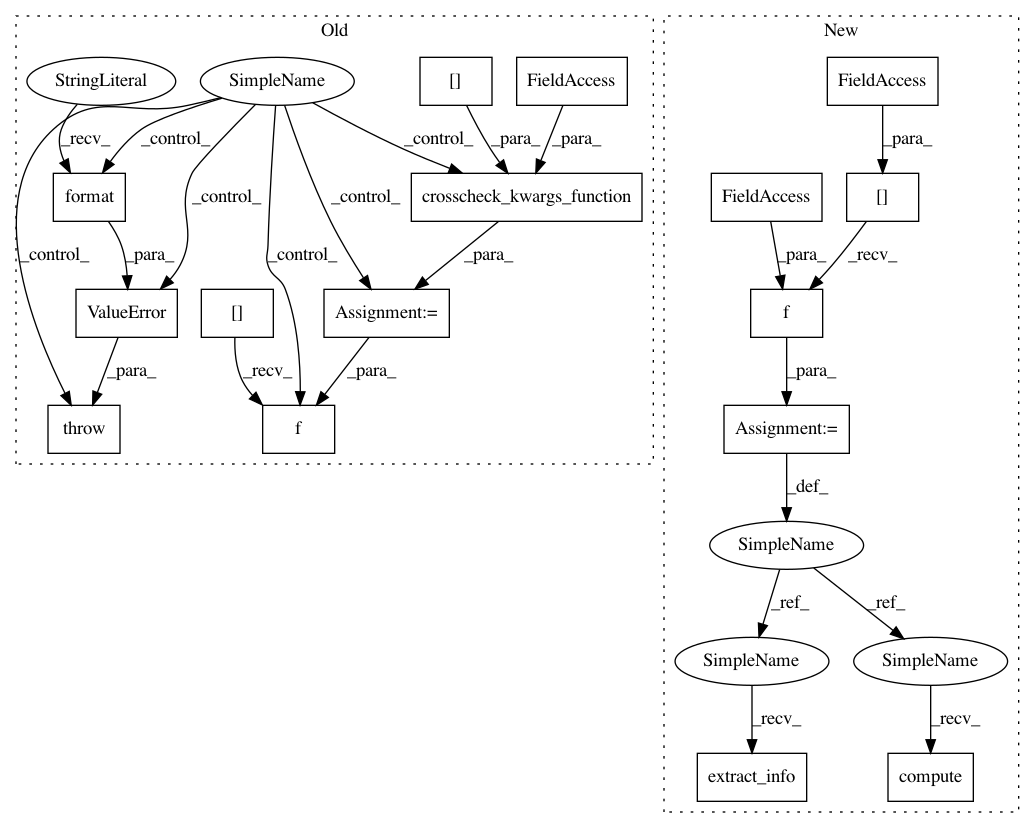 Old
New
StringLiteral
SimpleName
[]
FieldAccess
FieldAccess
_recv_
_control_
_control_
_para_
_para_
_para_
format
crosscheck_kwargs_function
FieldAccess
[]
_control_
_para_
_control_
_control_
_control_
_para_
_para_
_recv_
ValueError
[]
Assignment:=
f
_para_
_recv_
_para_
_para_
throw
f
Assignment:=
_def_
SimpleName
_ref_
_ref_
SimpleName
SimpleName
_recv_
_recv_
extract_info
compute